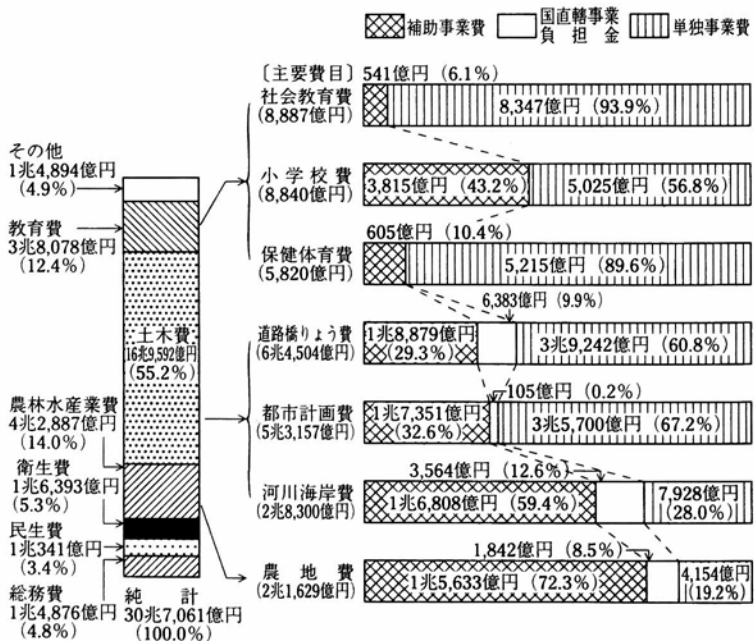 補助事業費
国直轄事業
負担金
単独事業費
〔主要費目〕
541億円 (6.1%)
社会教育費
(8,887億円)
8,347億円 (93.9%)
小学校費
(8,840億円)
3,815億円 (43.2%)
5,025億円 (56.8%)
605億円 (10.4%)
保健体育費
(5,820億円)
5,215億円 (89.6%)
6,383億円 (9.9%)
道路橋りょう費
(6兆4,504億円)
1兆8,879億円
(29.3%)
3兆9,242億円 (60.8%)
105億円 (0.2%)
都市計画費
(5兆3,157億円)
1兆7,351億円
(32.6%)
3兆5,700億円 (67.2%)
3,564億円 (12.6%)
河川海岸費
(2兆8,300億円)
1兆6,808億円 (59.4%)
7,928億円
(28.0%)
1,842億円 (8.5%)
農地費
(2兆1,629億円)
1兆5,633億円 (72.3%)
4,154億円
(19.2%)
その他
1兆4,894億円
(4.9%)
教育費
3兆8,078億円
(12.4%)
土木費
16兆9,592億円
(55.2%)
農林水産業費
4兆2,887億円
(14.0%)
衛生費
1兆6,393億円
(5.3%)
民生費
1兆341億円
(3.4%)
総務費
1兆4,876億円
(4.8%)
純計
30兆7,061億円
(100.0%)